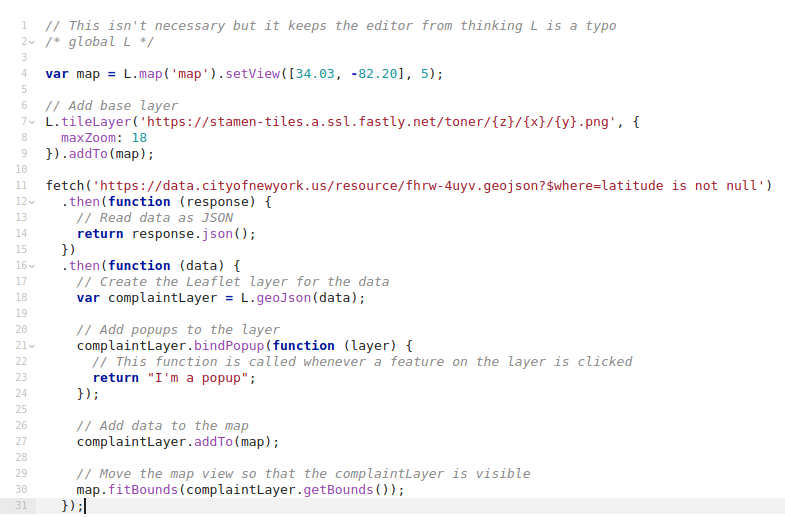 1 // This isn't necessary but it keeps the editor from thinking L is a typo
2 /* global L */
3
4 var map = L.map('map').setView([34.03, -82.20], 5);
5
6 // Add base layer
7 L.tileLayer('https://stamen-tiles.a.ssl.fastly.net/toner/{z}/{x}/{y}.png', {
8   maxZoom: 18
9 }).addTo(map);
10
11 fetch('https://data.cityofnewyork.us/resource/fhrw-4uyv.geojson?$where=latitude is not null')
12   .then(function (response) {
13     // Read data as JSON
14     return response.json();
15   })
16   .then(function (data) {
17     // Create the Leaflet layer for the data
18     var complaintLayer = L.geoJson(data);
19
20     // Add popups to the layer
21     complaintLayer.bindPopup(function (layer) {
22       // This function is called whenever a feature on the layer is clicked
23       return "I'm a popup";
24     });
25
26     // Add data to the map
27     complaintLayer.addTo(map);
28
29     // Move the map view so that the complaintLayer is visible
30     map.fitBounds(complaintLayer.getBounds());
31   });